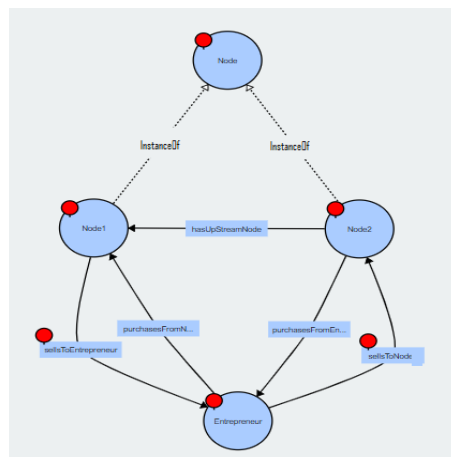 Node
InstanceOf
InstanceOf
Node1
hasUpStreamNode
Node2
purchasesFromN...
purchasesFromEn...
sellsToEntrepreneur
sellsToNode
Entrepreneur